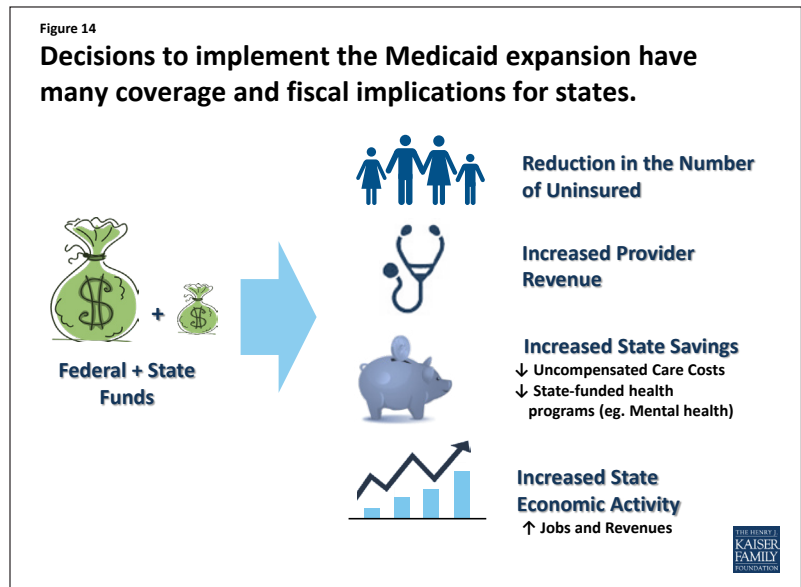 Figure 14
Decisions to implement the Medicaid expansion have
many coverage and fiscal implications for states.
$
+
$
Federal + State
Funds
Reduction in the Number
of Uninsured
Increased Provider
Revenue
Increased State Savings
↓ Uncompensated Care Costs
↓ State-funded health
programs (eg. Mental health)
Increased State
Economic Activity
↑ Jobs and Revenues
THE HENRY J.
KAISER
FAMILY
FOUNDATION